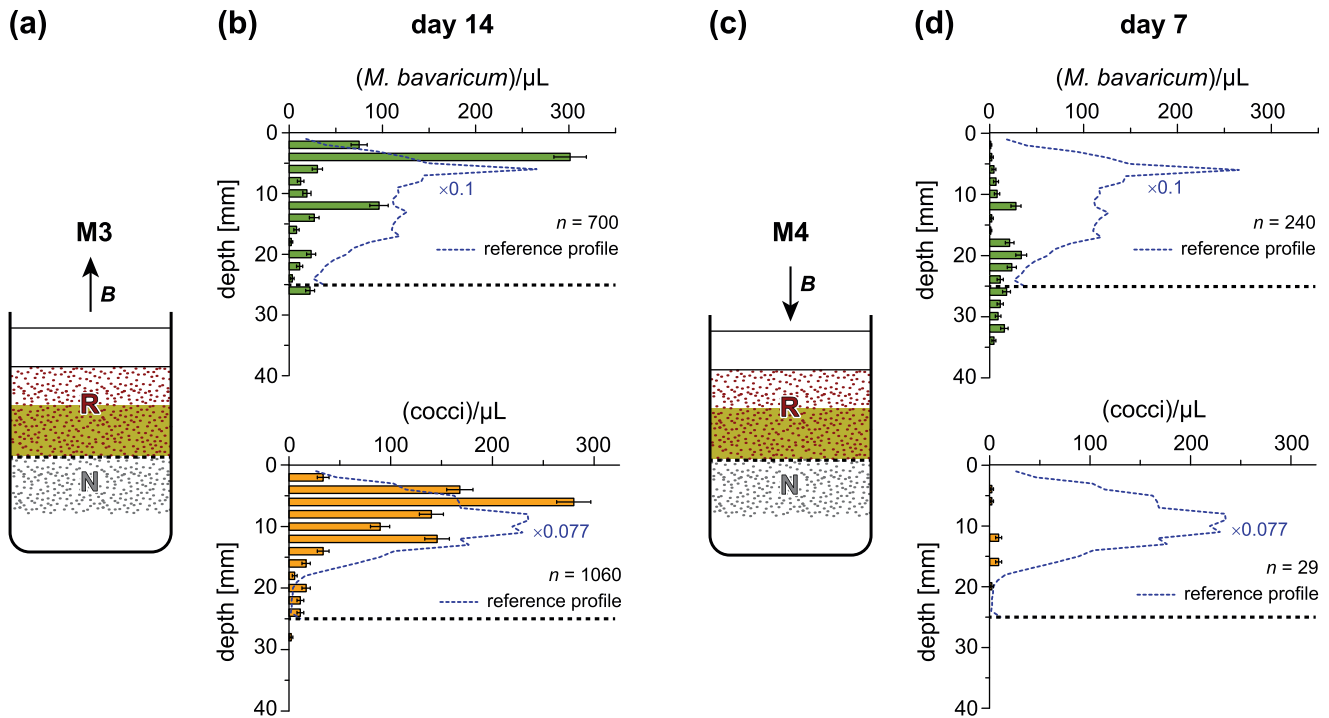 (a)
M3
B
R
N
(b)
day 14
(M. bavaricum)/µL
0 100 200 300
0
10
20
30
40
depth [mm]
×0.1
n = 700
reference profile
(cocci)/µL
0 100 200 300
0
10
20
30
40
depth [mm]
×0.077
n = 1060
reference profile
(c)
M4
B
R
N
(d)
day 7
(M. bavaricum)/µL
0 100 200 300
0
10
20
30
40
depth [mm]
×0.1
n = 240
reference profile
(cocci)/µL
0 100 200 300
0
10
20
30
40
depth [mm]
×0.077
n = 29
reference profile